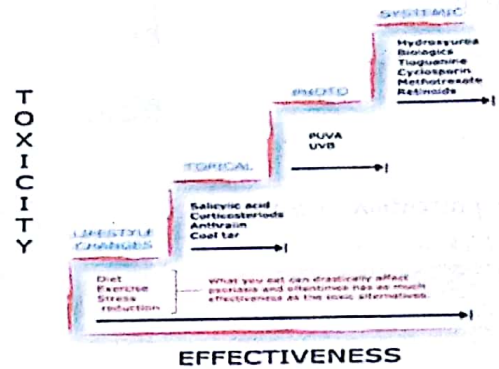 SYSTEMIC
Hydroxyurea
Biologics
Tioguanine
Cyclosporin
Methotrexate
Retinoids
PHOTO
PUVA
UVB
TOPICAL
Salicylic acid
Corticosteriods
Anthralin
Coal tar
LIFESTYLE
CHANGES
Diet
Exercise
Stress
reduction
What you eat can drastically affect
psoriasis and oftentimes has as much
effectiveness as the toxic alternatives.
TOXICITY
EFFECTIVENESS